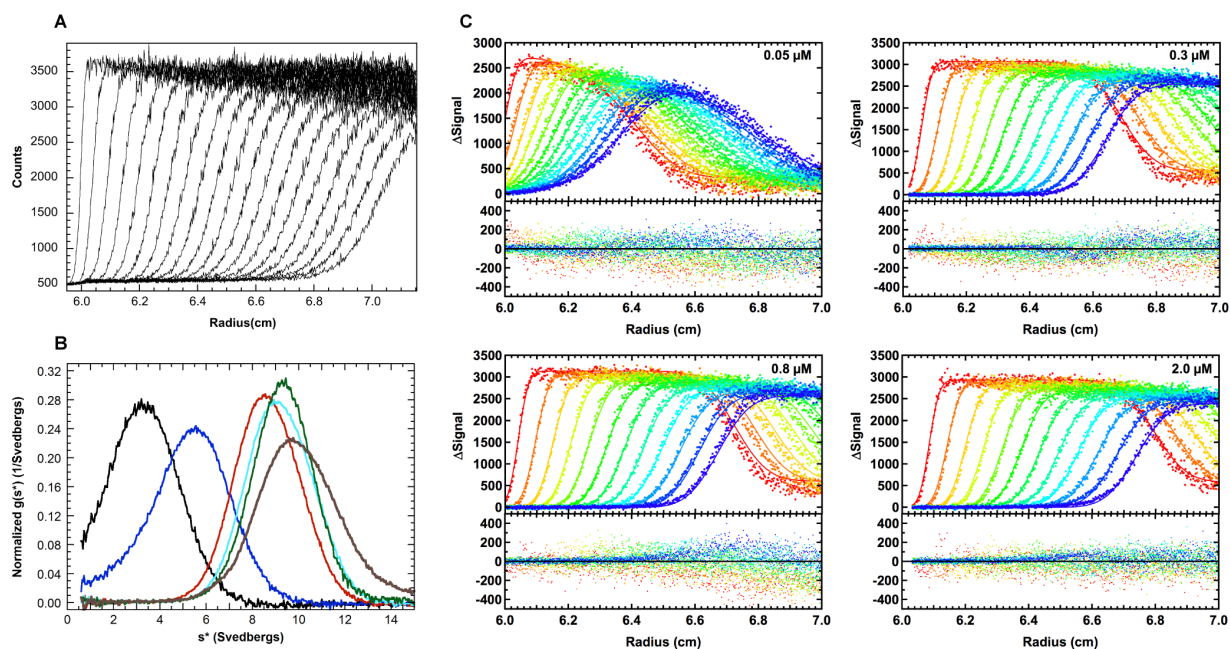 A
Counts
3500
3000
2500
2000
1500
1000
500
6.0 6.2 6.4 6.6 6.8 7.0
Radius(cm)
B
Normalized g(s*) (1/Svedbergs)
0.32
0.28
0.24
0.20
0.16
0.12
0.08
0.04
0.00
0 2 4 6 8 10 12 14
s* (Svedbergs)
C
0.05 µM
ΔSignal
3000
2500
2000
1500
1000
500
0
400
200
0
-200
-400
6.0 6.2 6.4 6.6 6.8 7.0
Radius (cm)
0.3 µM
ΔSignal
3500
3000
2500
2000
1500
1000
500
0
400
200
0
-200
-400
6.0 6.2 6.4 6.6 6.8 7.0
Radius (cm)
0.8 µM
ΔSignal
3500
3000
2500
2000
1500
1000
500
0
400
200
0
-200
-400
6.0 6.2 6.4 6.6 6.8 7.0
Radius (cm)
2.0 µM
ΔSignal
3500
3000
2500
2000
1500
1000
500
0
400
200
0
-200
-400
6.0 6.2 6.4 6.6 6.8 7.0
Radius (cm)